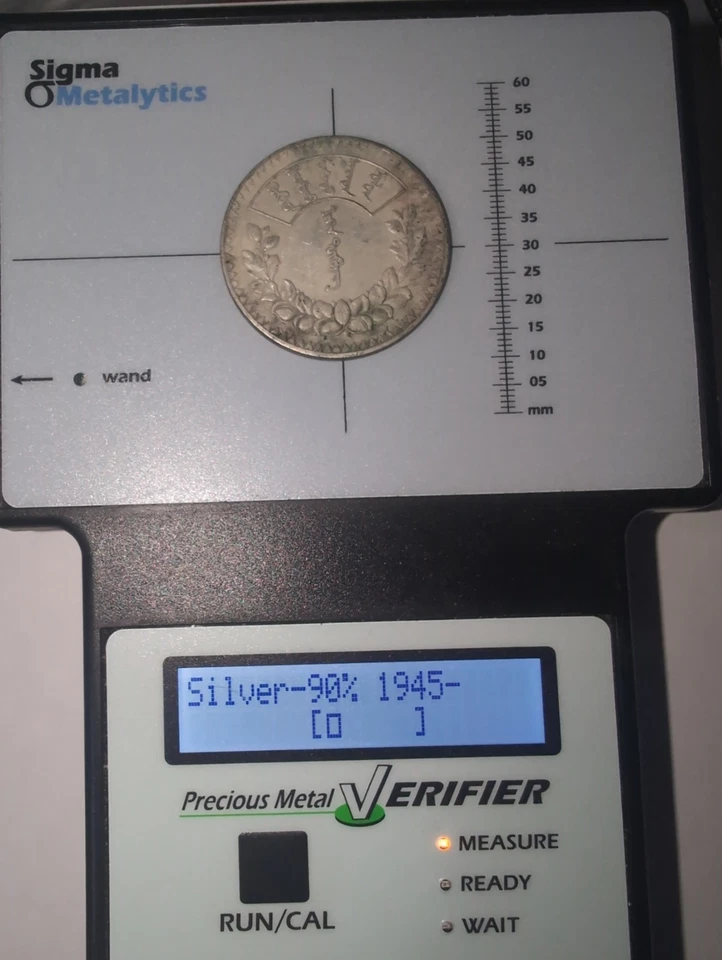 Sigma
Metalytics
60
55
50
45
40
35
30
25
20
15
10
05
mm
wand
Silver-90% 1945-
[o    ]
Precious Metal VERIFIER
MEASURE
READY
RUN/CAL
WAIT